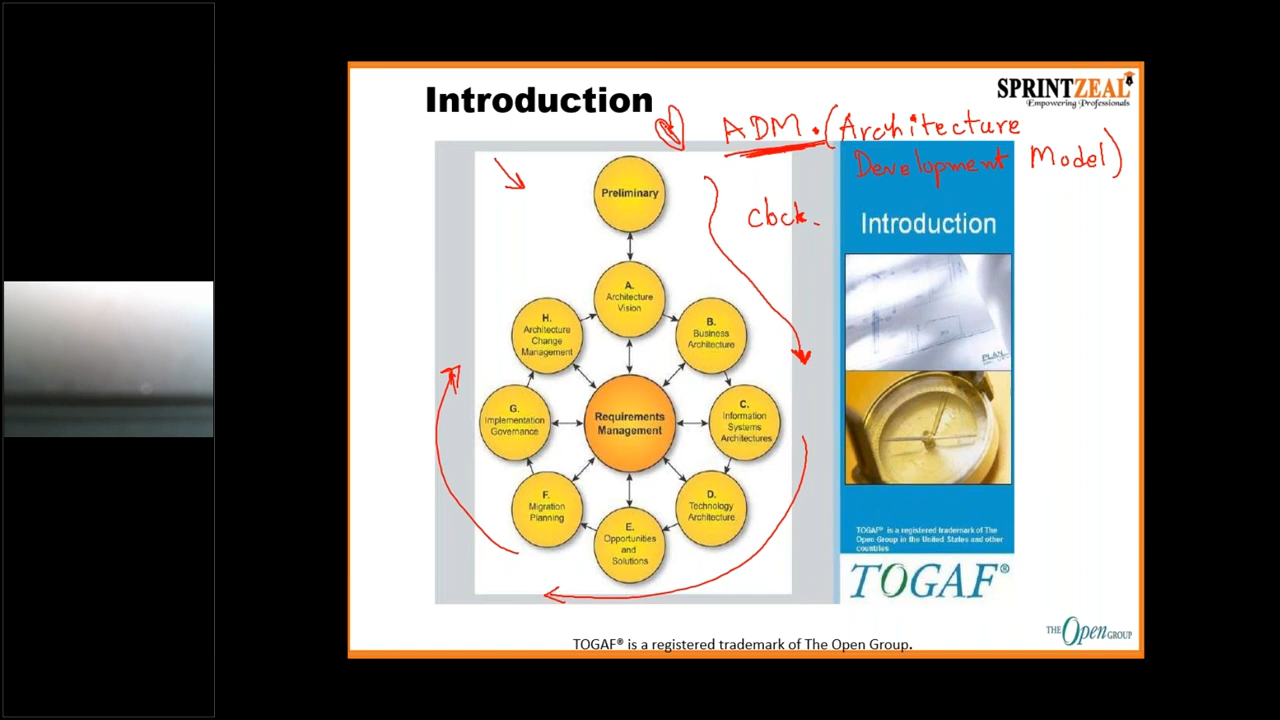 Introduction
SPRINTZEAL
Empowering Professionals
ADM. (Architecture
Development Model)
clock.
Preliminary
A.
Architecture
Vision
B.
Business
Architecture
C.
Information
Systems
Architectures
D.
Technology
Architecture
E.
Opportunities
and
Solutions
F.
Migration
Planning
G.
Implementation
Governance
H.
Architecture
Change
Management
Requirements
Management
Introduction
PLAN
TOGAF® is a registered trademark of The
Open Group in the United States and other
countries
TOGAF®
THE Open GROUP
TOGAF® is a registered trademark of The Open Group.